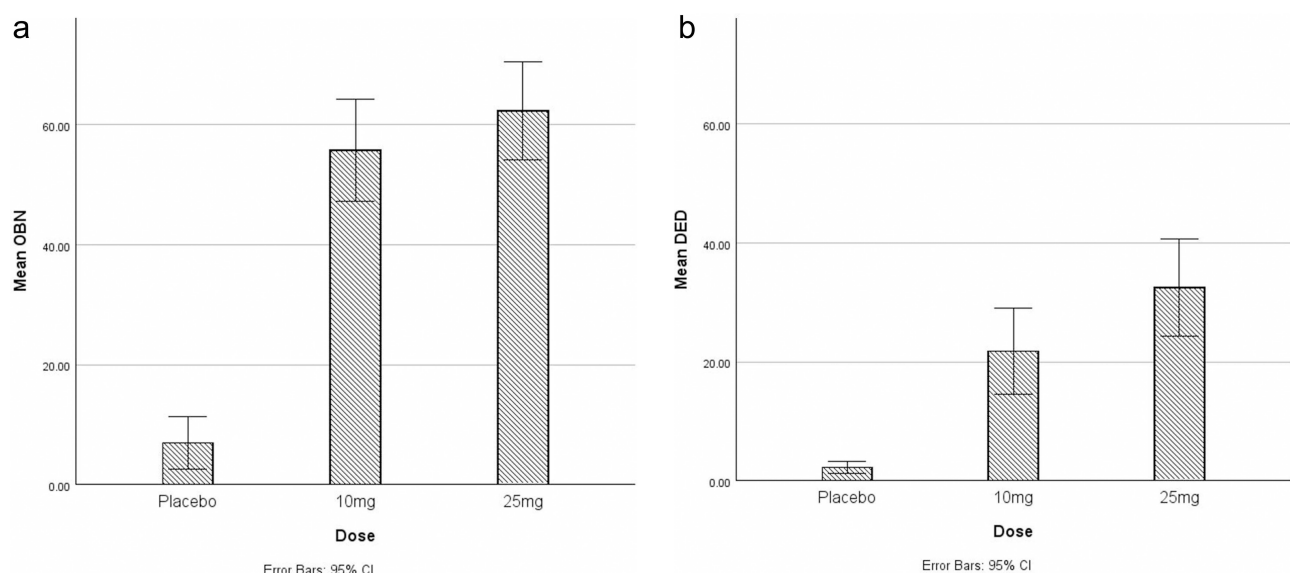 a
60.00
40.00
20.00
0.00
Mean OBN
Placebo 10mg 25mg
Dose
Error Bars: 95% CI
b
60.00
40.00
20.00
0.00
Mean DED
Placebo 10mg 25mg
Dose
Error Bars: 95% CI